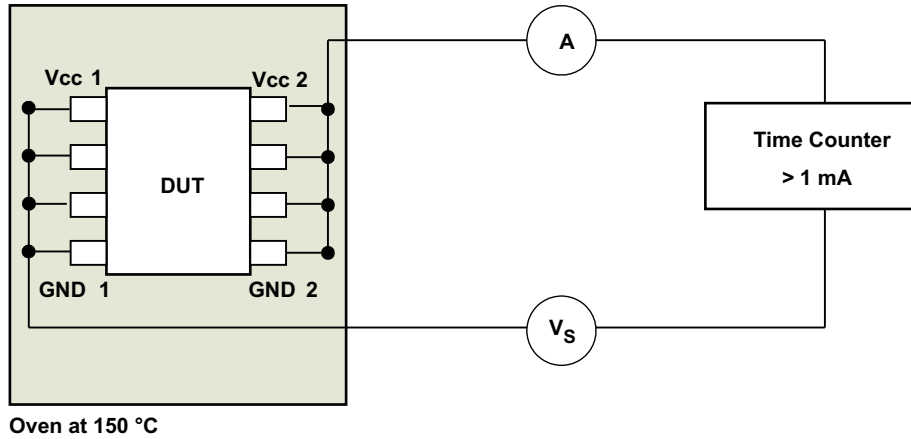 A
Vcc 1
Vcc 2
Time Counter
> 1 mA
DUT
GND 1
GND 2
VS
Oven at 150 °C